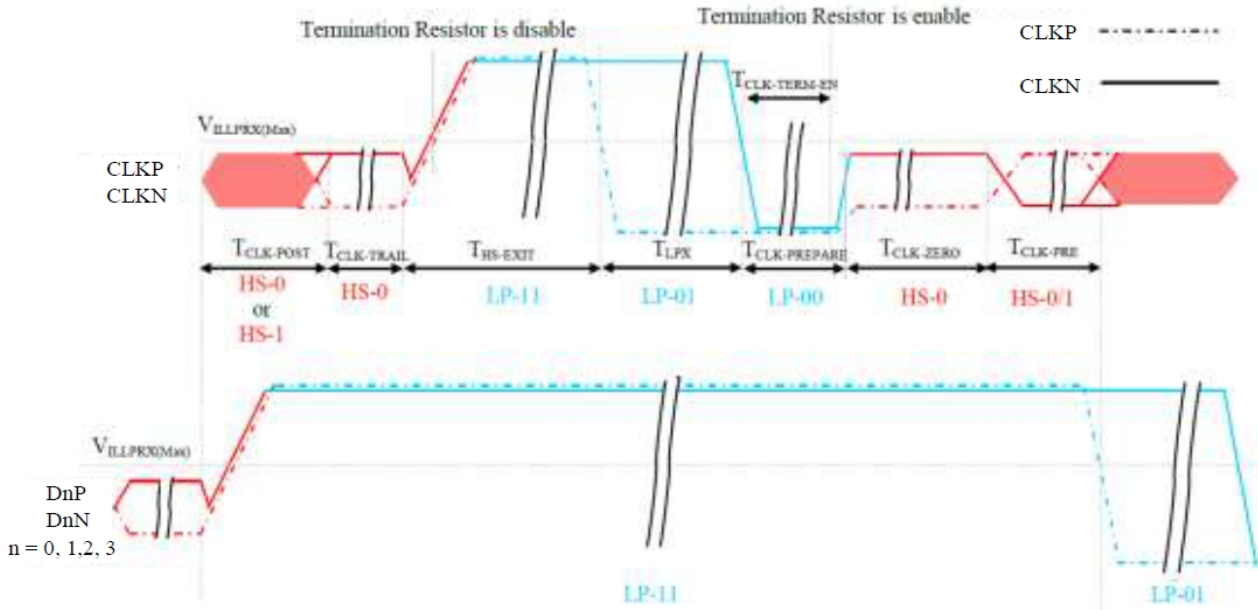 Termination Resistor is disable
Termination Resistor is enable
CLKP
CLKN
TCLK-TERM-EN
VILLPRX(Max)
CLKP
CLKN
TCLK-POST
TCLK-TRAIL
THS-EXIT
TLPX
TCLK-PREPARE
TCLK-ZERO
TCLK-PRE
HS-0
or
HS-1
HS-0
LP-11
LP-01
LP-00
HS-0
HS-0/1
VILLPRX(Max)
DnP
DnN
n = 0, 1,2, 3
LP-11
LP-01